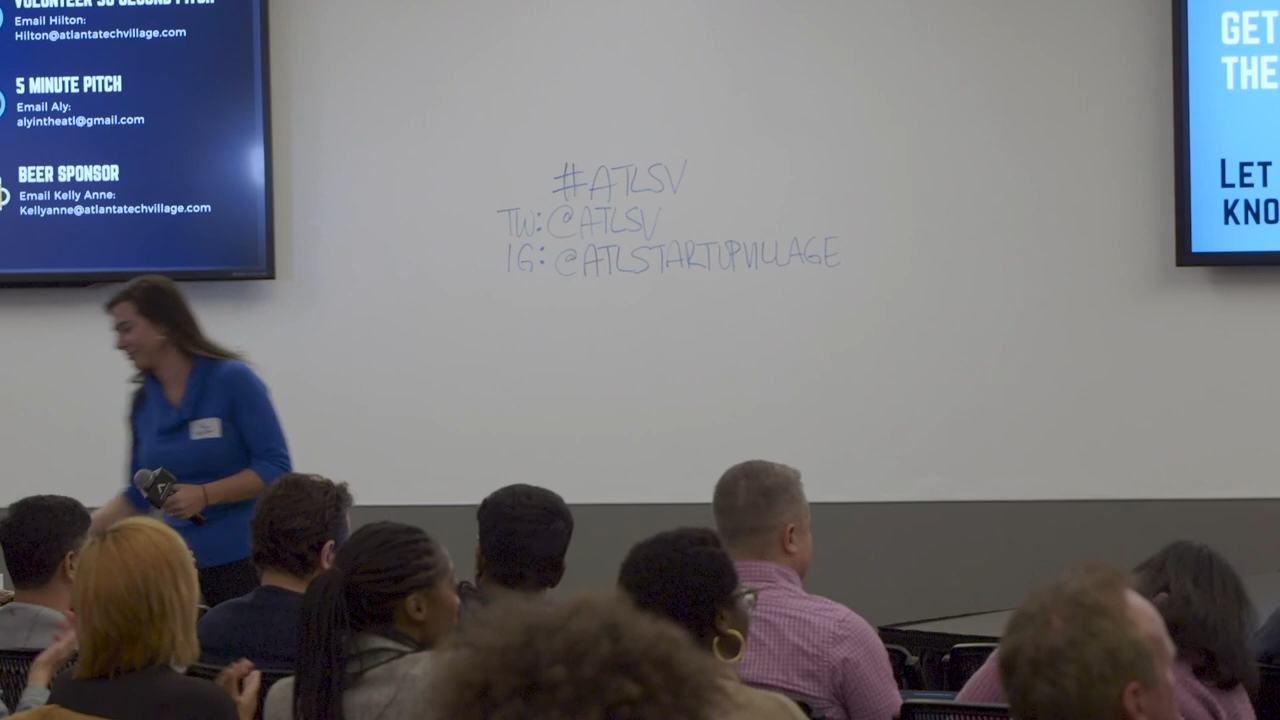 VOLUNTEER 30 SECOND PITCH
Email Hilton:
Hilton@atlantatechvillage.com
5 MINUTE PITCH
Email Aly:
alyintheatl@gmail.com
BEER SPONSOR
Email Kelly Anne:
Kellyanne@atlantatechvillage.com
#ATLSV
TW: @ATLSV
IG: @ATLSTARTUPVILLAGE
GET
THE
LET
KNO